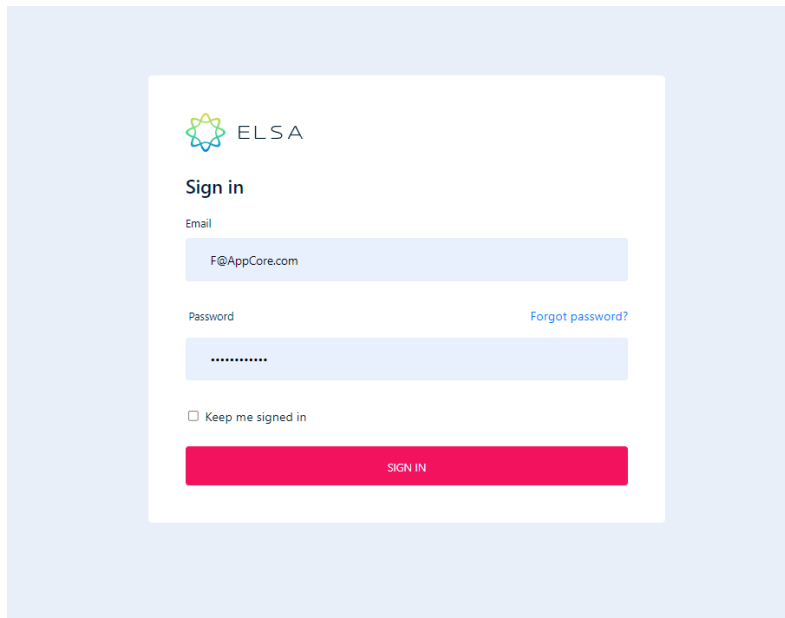 ELSA
Sign in
Email
F@AppCore.com
Password Forgot password?
••••••••••••
Keep me signed in
SIGN IN